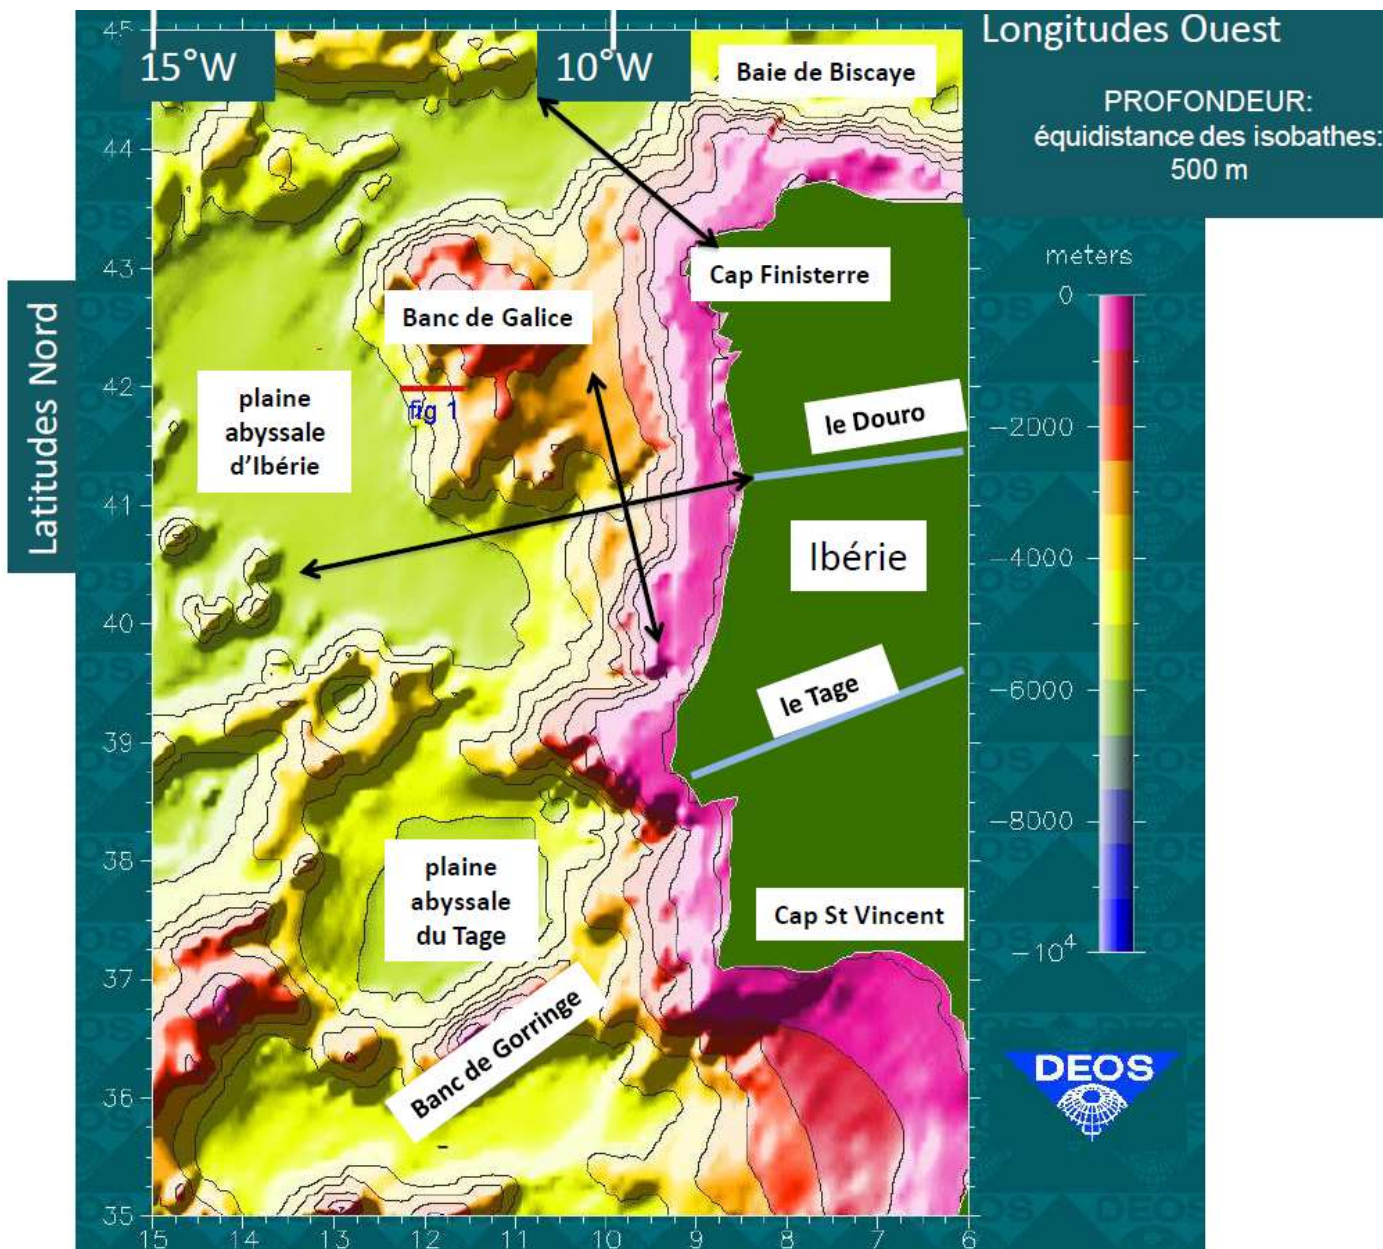 Longitudes Ouest
15°W
10°W
Baie de Biscaye
PROFONDEUR:
équidistance des isobathes:
500 m
Latitudes Nord
45
44
43
42
41
40
39
38
37
36
35
15
14
13
12
11
10
9
8
7
6
Cap Finisterre
Banc de Galice
fig 1
plaine
abyssale
d'Ibérie
le Douro
Ibérie
le Tage
plaine
abyssale
du Tage
Cap St Vincent
Banc de Gorringe
meters
0
−2000
−4000
−6000
−8000
−10⁴
DEOS